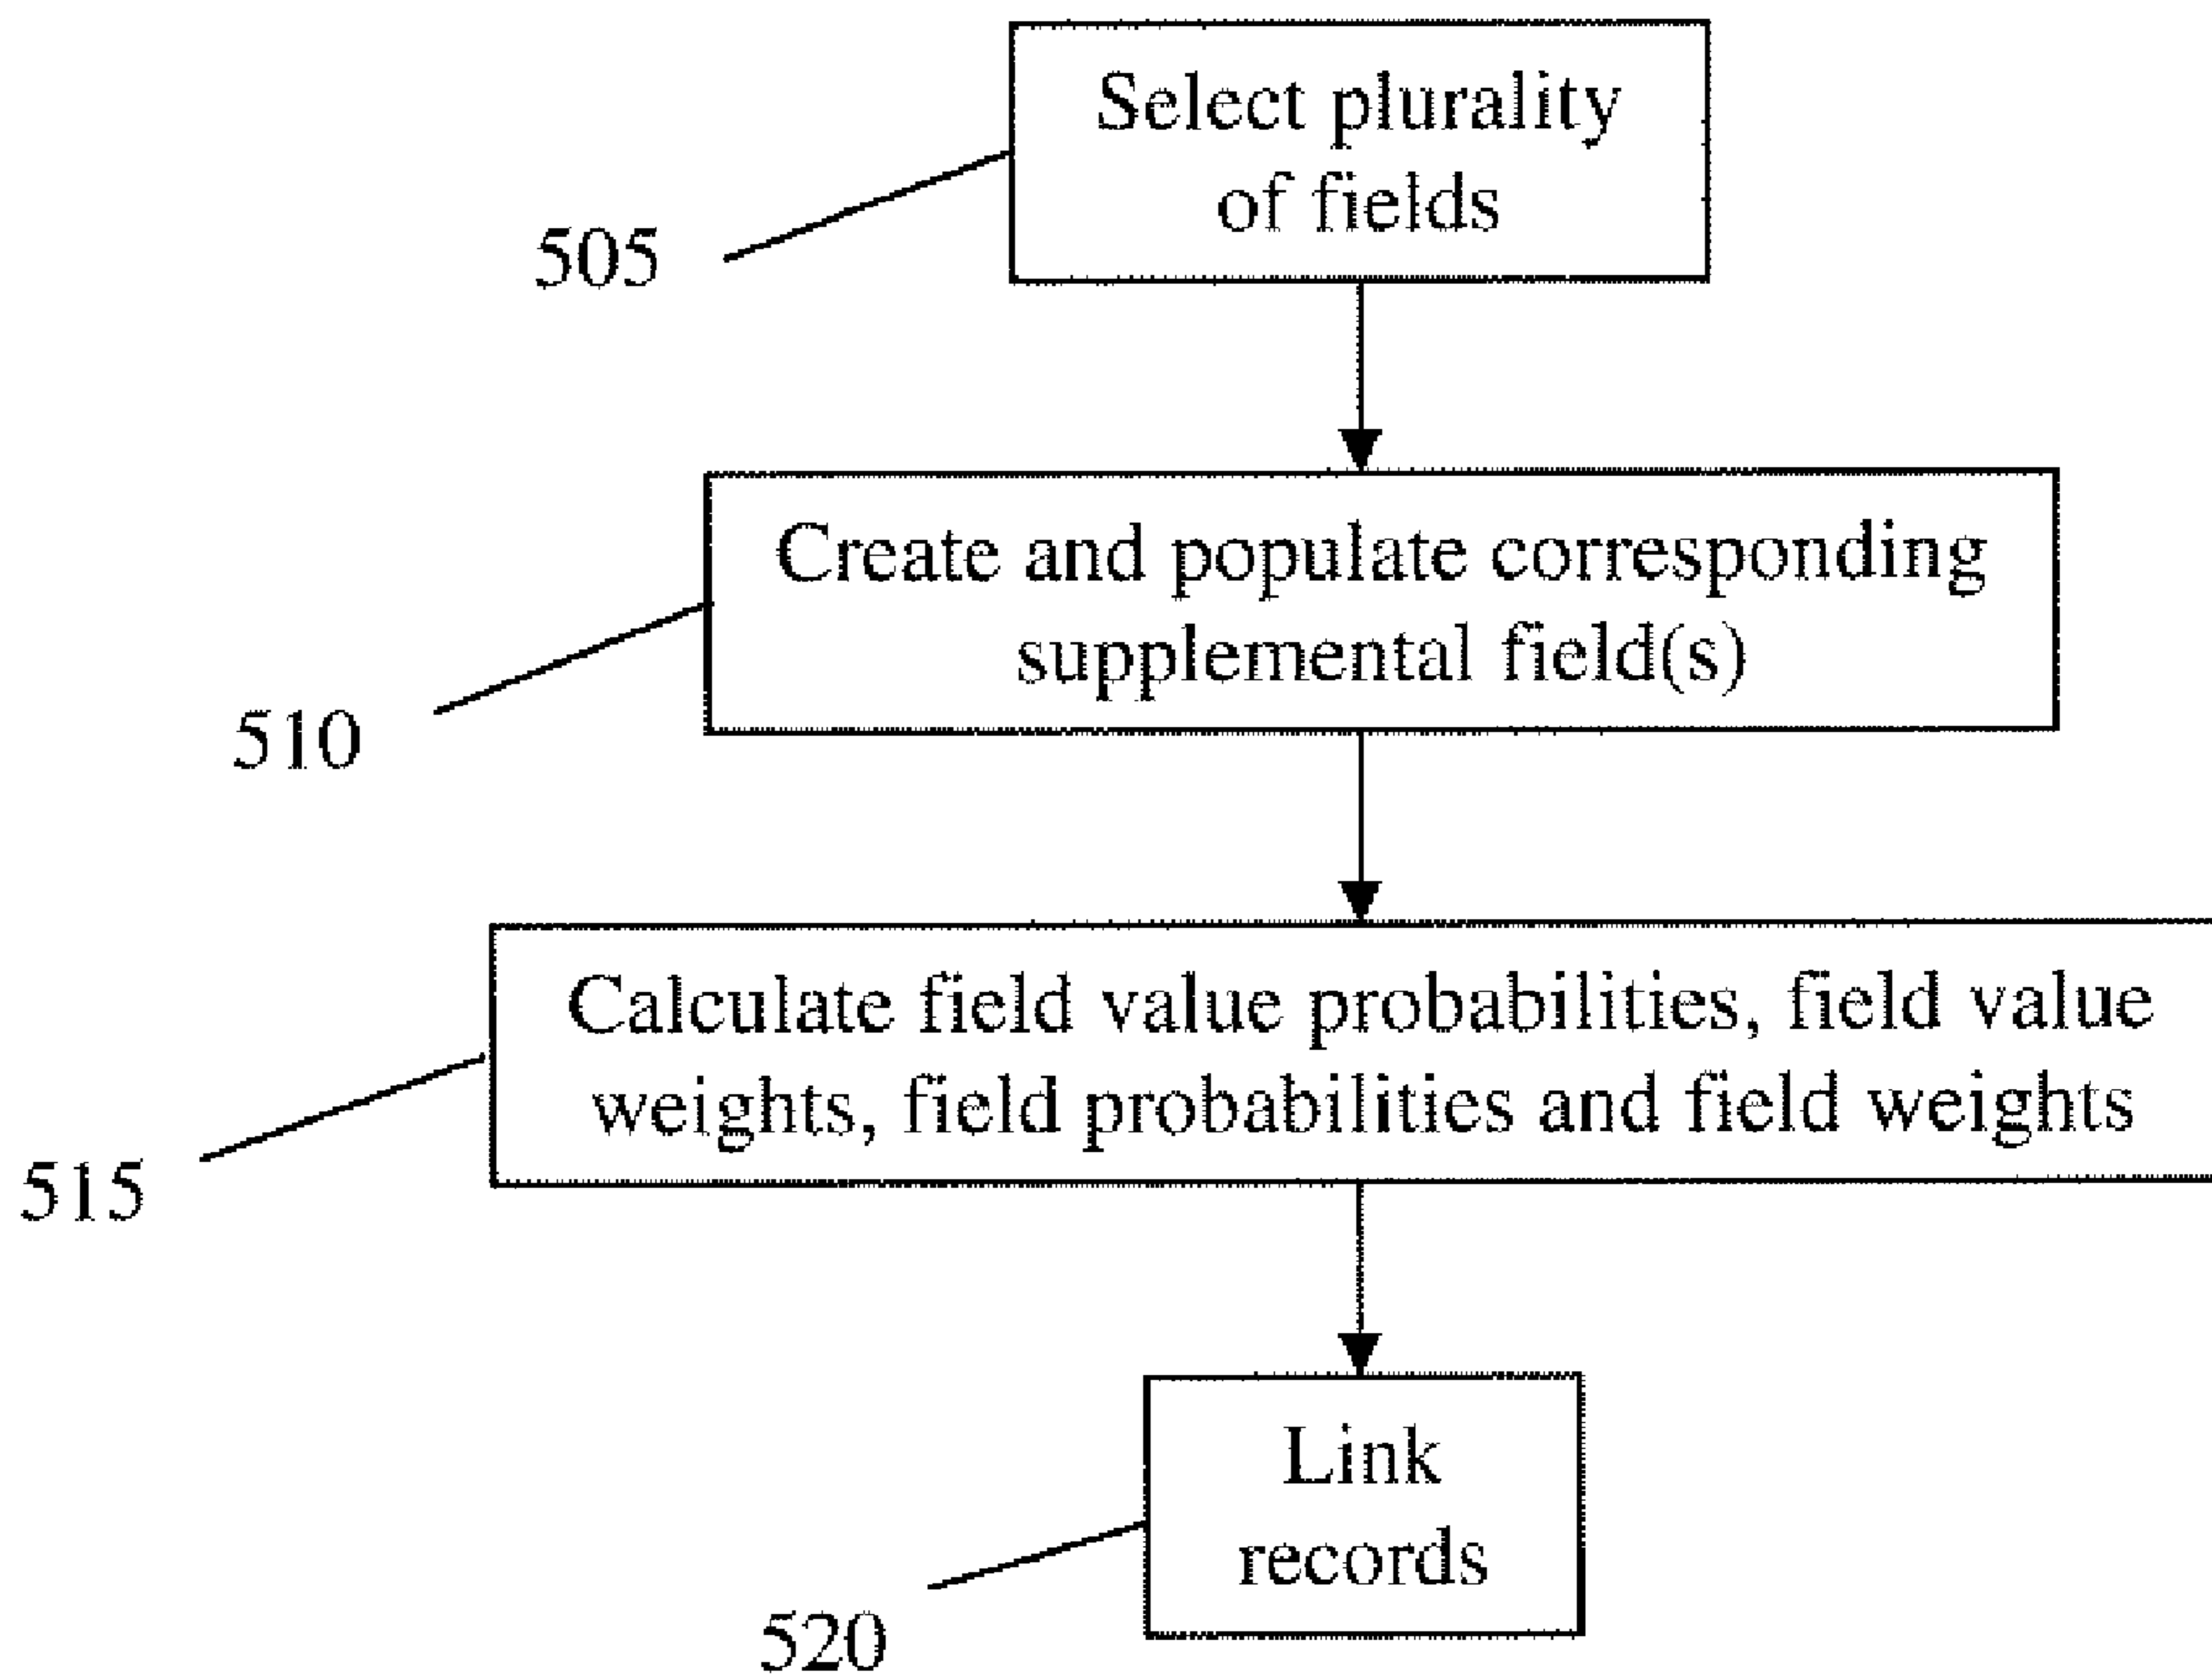 Select plurality
of fields
505
Create and populate corresponding
supplemental field(s)
510
Calculate field value probabilities, field value
weights, field probabilities and field weights
515
Link
records
520